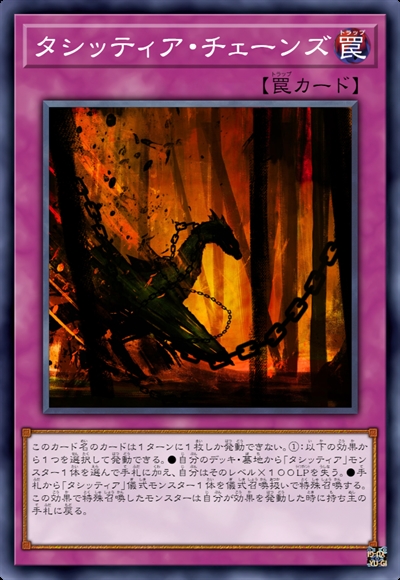 タシッティア・チェーンズ 罠
トラップ
【罠カード】
トラップ
このカード名のカードは1ターンに1枚しか発動できない。①：以下の効果か
ら1つを選択して発動できる。●自分のデッキ・墓地から「タシッティア」モン
スター1体を選んで手札に加え、自分はそのレベル×100LPを失う。●手
札から「タシッティア」儀式モンスター1体を儀式召喚扱いで特殊召喚する。
この効果で特殊召喚したモンスターは自分が効果を発動した時に持ち主の
手札に戻る。